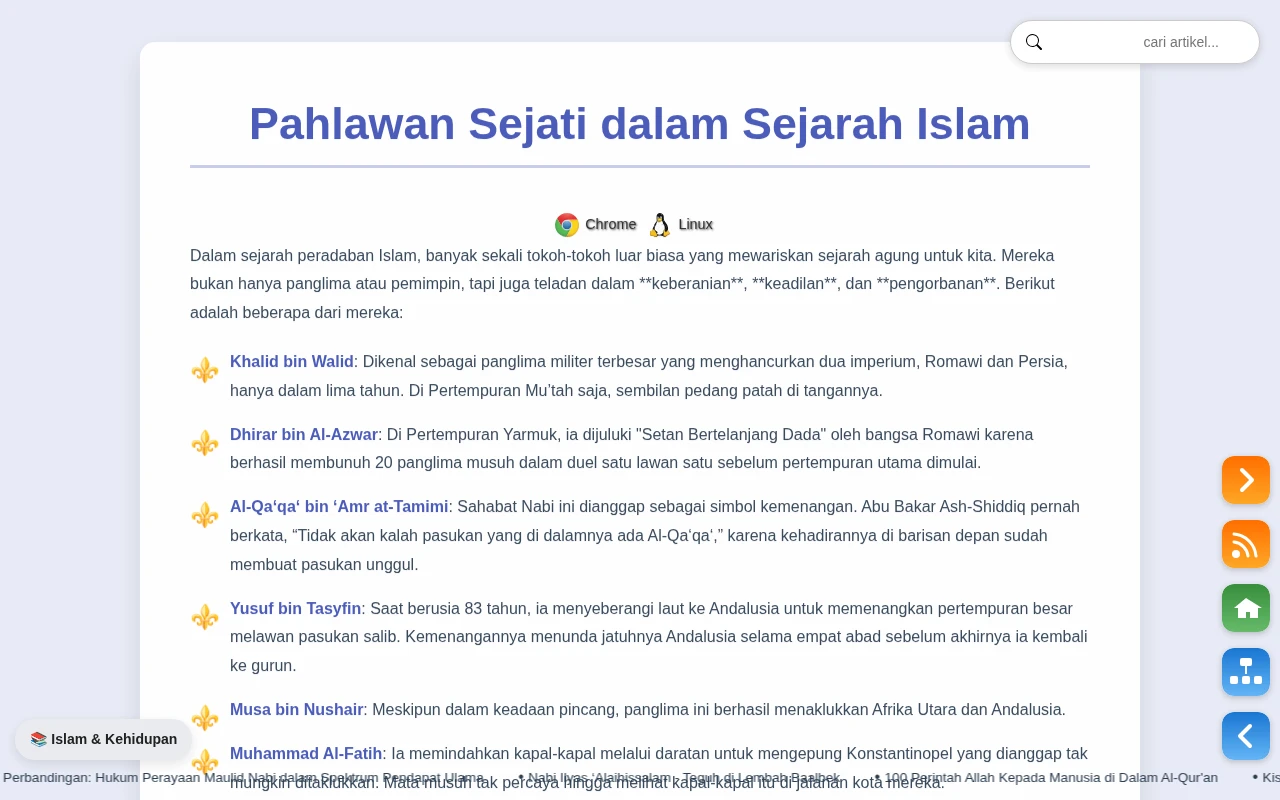 cari artikel...
Pahlawan Sejati dalam Sejarah Islam
Chrome Linux
Dalam sejarah peradaban Islam, banyak sekali tokoh-tokoh luar biasa yang mewariskan sejarah agung untuk kita. Mereka
bukan hanya panglima atau pemimpin, tapi juga teladan dalam **keberanian**, **keadilan**, dan **pengorbanan**. Berikut
adalah beberapa dari mereka:
Khalid bin Walid: Dikenal sebagai panglima militer terbesar yang menghancurkan dua imperium, Romawi dan Persia,
hanya dalam lima tahun. Di Pertempuran Mu’tah saja, sembilan pedang patah di tangannya.
Dhirar bin Al-Azwar: Di Pertempuran Yarmuk, ia dijuluki "Setan Bertelanjang Dada" oleh bangsa Romawi karena
berhasil membunuh 20 panglima musuh dalam duel satu lawan satu sebelum pertempuran utama dimulai.
Al-Qa‘qa‘ bin ‘Amr at-Tamimi: Sahabat Nabi ini dianggap sebagai simbol kemenangan. Abu Bakar Ash-Shiddiq pernah
berkata, “Tidak akan kalah pasukan yang di dalamnya ada Al-Qa‘qa‘,” karena kehadirannya di barisan depan sudah
membuat pasukan unggul.
Yusuf bin Tasyfin: Saat berusia 83 tahun, ia menyeberangi laut ke Andalusia untuk memenangkan pertempuran besar
melawan pasukan salib. Kemenangannya menunda jatuhnya Andalusia selama empat abad sebelum akhirnya ia kembali
ke gurun.
Musa bin Nushair: Meskipun dalam keadaan pincang, panglima ini berhasil menaklukkan Afrika Utara dan Andalusia.
📚 Islam & Kehidupan
Muhammad Al-Fatih: Ia memindahkan kapal-kapal melalui daratan untuk mengepung Konstantinopel yang dianggap tak
mungkin ditaklukkan. Mata musuh tak percaya hingga melihat kapal-kapal itu di jalanan kota mereka.
Perbandingan: Hukum Perayaan Maulid Nabi dalam Spektrum Pendapat Ulama • Nabi Ilyas 'Alaihissalam : Teguh di Lembah Baalbek • 100 Perintah Allah Kepada Manusia di Dalam Al-Qur'an • Kis